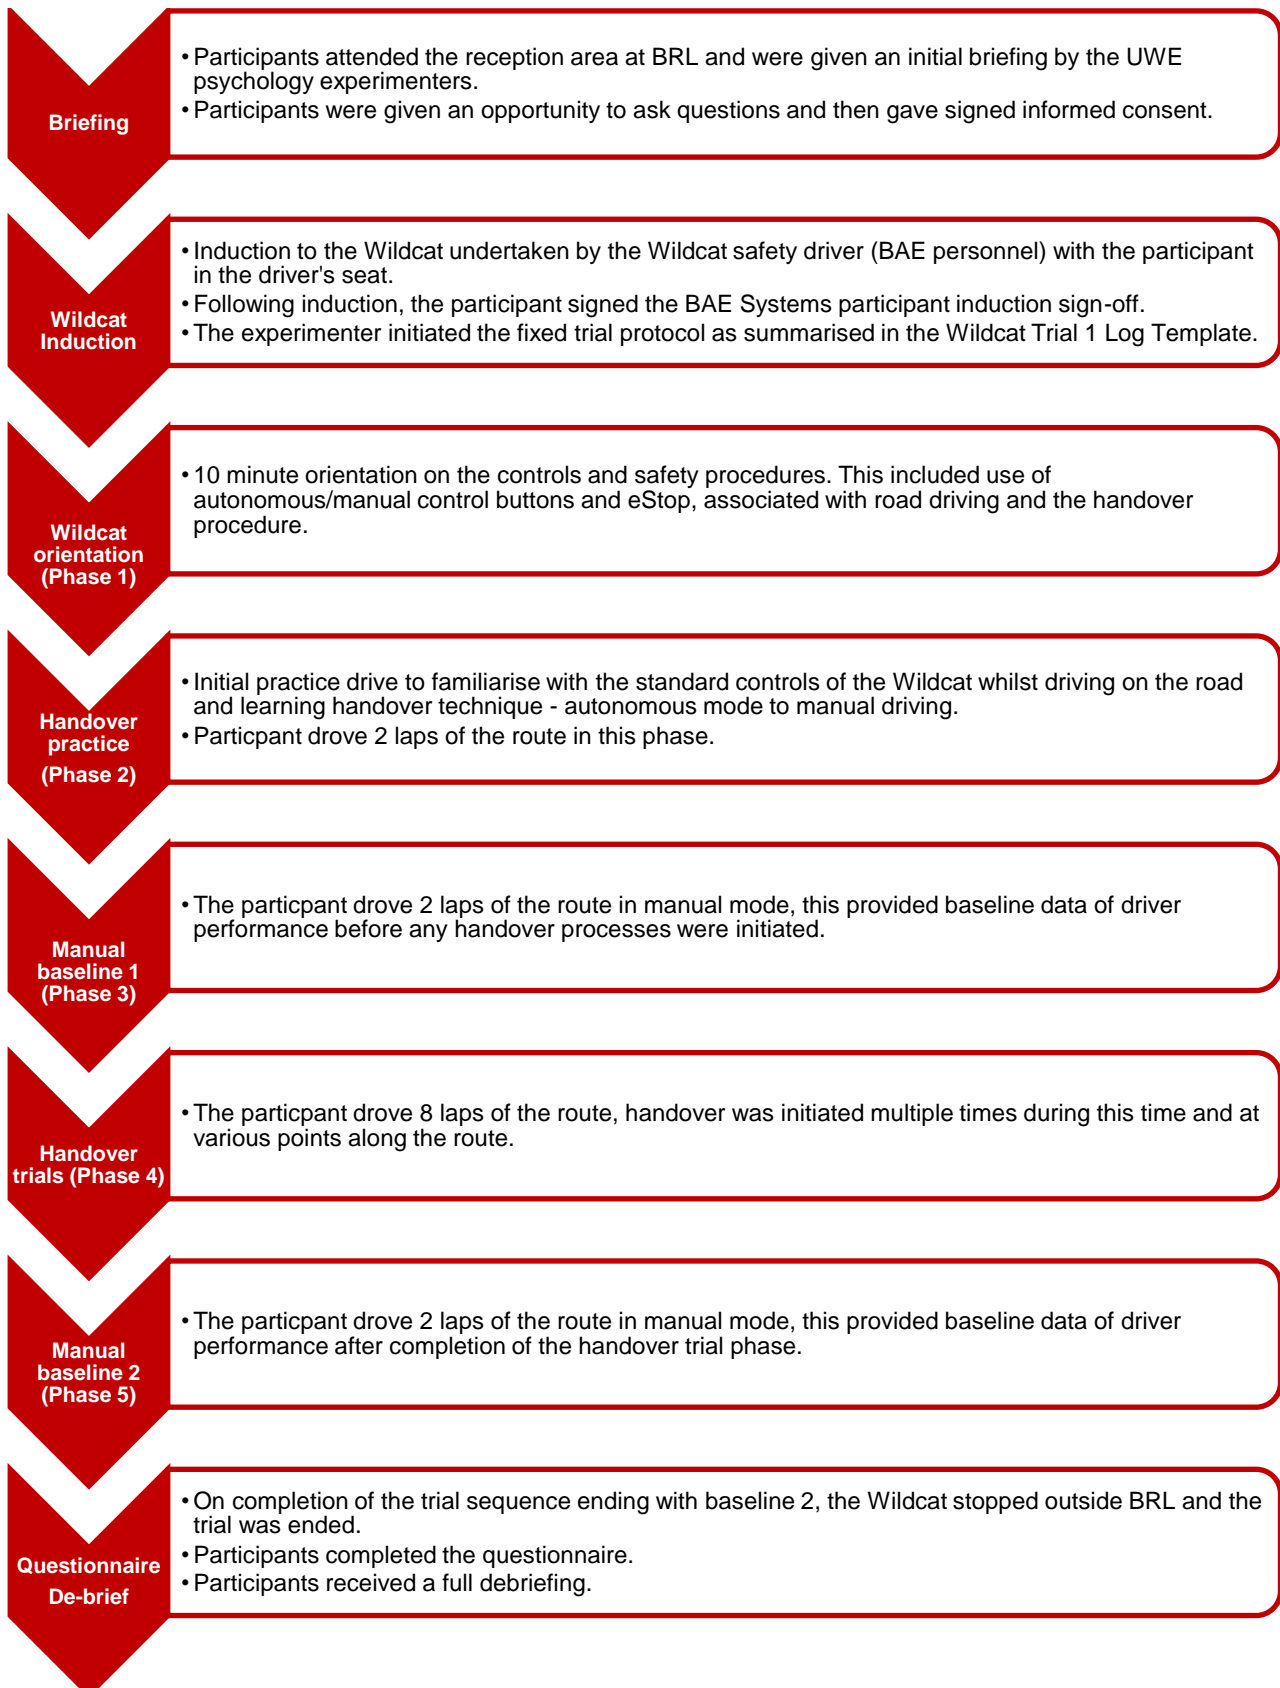 Briefing
• Participants attended the reception area at BRL and were given an initial briefing by the UWE
psychology experimenters.
• Participants were given an opportunity to ask questions and then gave signed informed consent.
Wildcat
Induction
• Induction to the Wildcat undertaken by the Wildcat safety driver (BAE personnel) with the participant
in the driver's seat.
• Following induction, the participant signed the BAE Systems participant induction sign-off.
• The experimenter initiated the fixed trial protocol as summarised in the Wildcat Trial 1 Log Template.
Wildcat
orientation
(Phase 1)
• 10 minute orientation on the controls and safety procedures. This included use of
autonomous/manual control buttons and eStop, associated with road driving and the handover
procedure.
Handover
practice
(Phase 2)
• Initial practice drive to familiarise with the standard controls of the Wildcat whilst driving on the road
and learning handover technique - autonomous mode to manual driving.
• Particpant drove 2 laps of the route in this phase.
Manual
baseline 1
(Phase 3)
• The particpant drove 2 laps of the route in manual mode, this provided baseline data of driver
performance before any handover processes were initiated.
Handover
trials (Phase 4)
• The particpant drove 8 laps of the route, handover was initiated multiple times during this time and at
various points along the route.
Manual
baseline 2
(Phase 5)
• The particpant drove 2 laps of the route in manual mode, this provided baseline data of driver
performance after completion of the handover trial phase.
Questionnaire
De-brief
• On completion of the trial sequence ending with baseline 2, the Wildcat stopped outside BRL and the
trial was ended.
• Participants completed the questionnaire.
• Participants received a full debriefing.